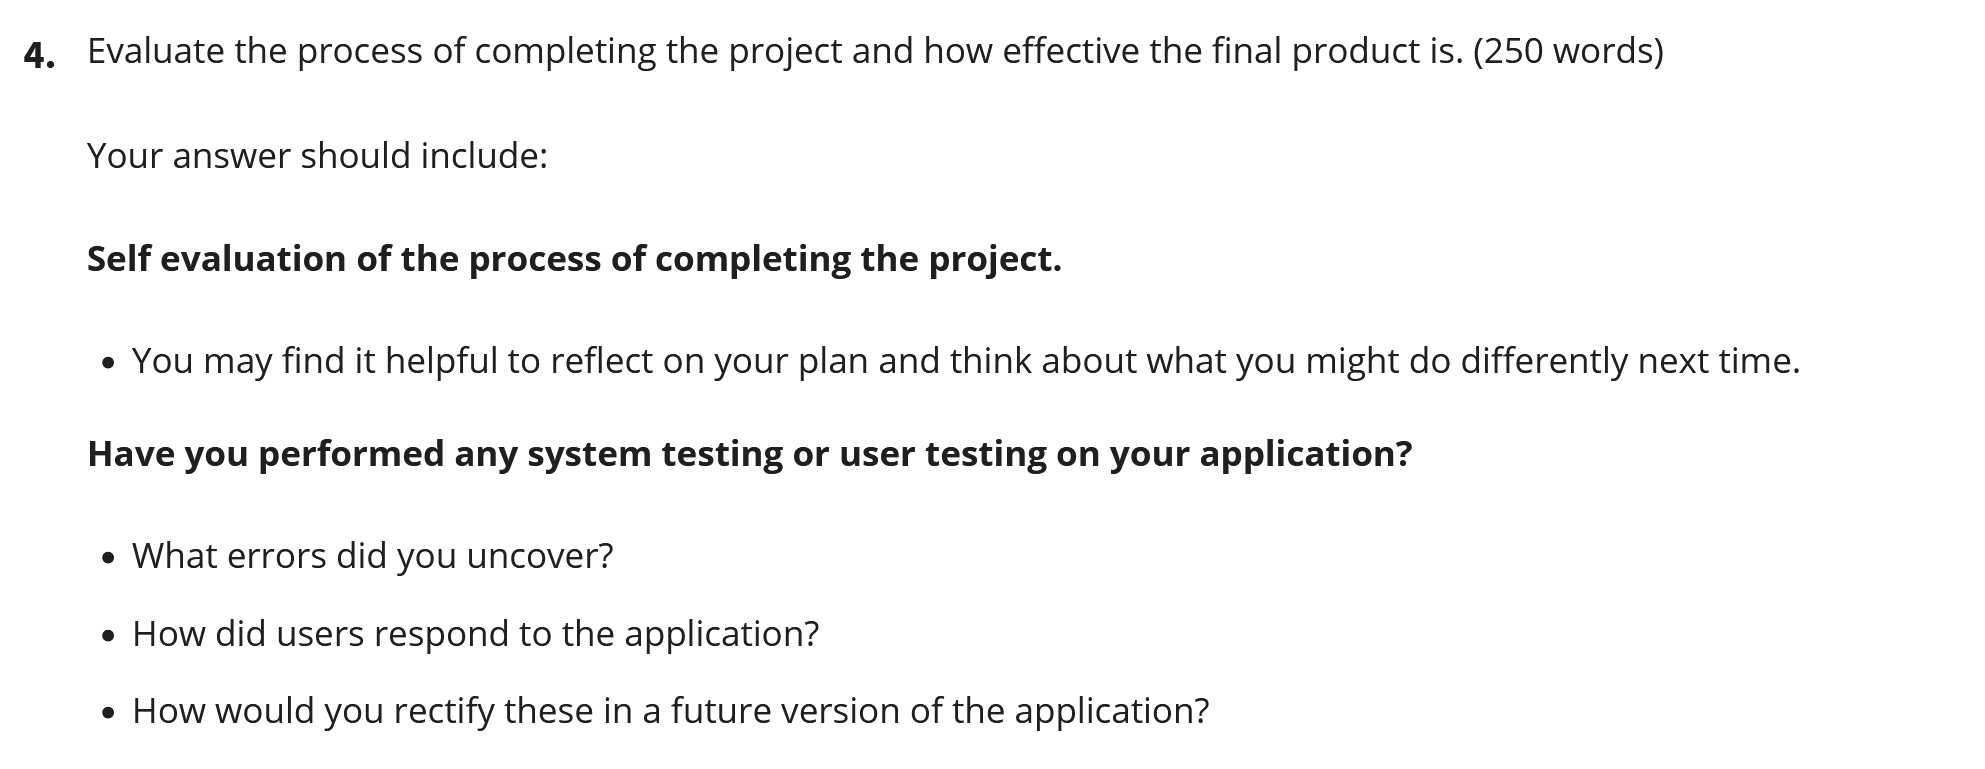 4. Evaluate the process of completing the project and how effective the final product is. (250 words)
Your answer should include:
Self evaluation of the process of completing the project.
• You may find it helpful to reflect on your plan and think about what you might do differently next time.
Have you performed any system testing or user testing on your application?
• What errors did you uncover?
• How did users respond to the application?
• How would you rectify these in a future version of the application?